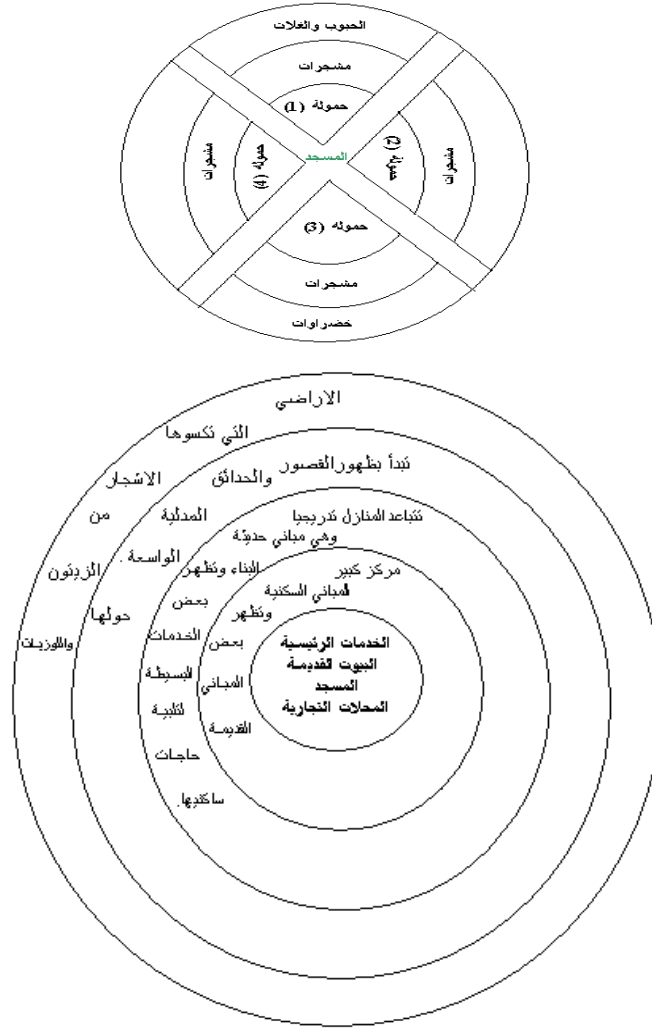 الحبوب والغلات
مشجرات
حمولة (1)
مشجرات
حمولة (4)
المسجد
حمولة (2)
مشجرات
حمولة (3)
مشجرات
خضراوات
الاراضي
التي تكسوها
الاشجار
من
الزيتون
واللوزيات
تبدأ بظهور القصور
والحدائق
المدلية
الواسعة .
حولها
تتباعد المنازل تدريجيا
وهي مباني حديثة
البناء وتظهر
بعض
الخدمات
البسيطة
لتلبية
حاجات
ساكنيها.
مركز كبير
المباني السكنية
وتظهر
بعض
المباني
القديمة
الخدمات الرئيسية
البيوت القديمة
المسجد
المحلات التجارية